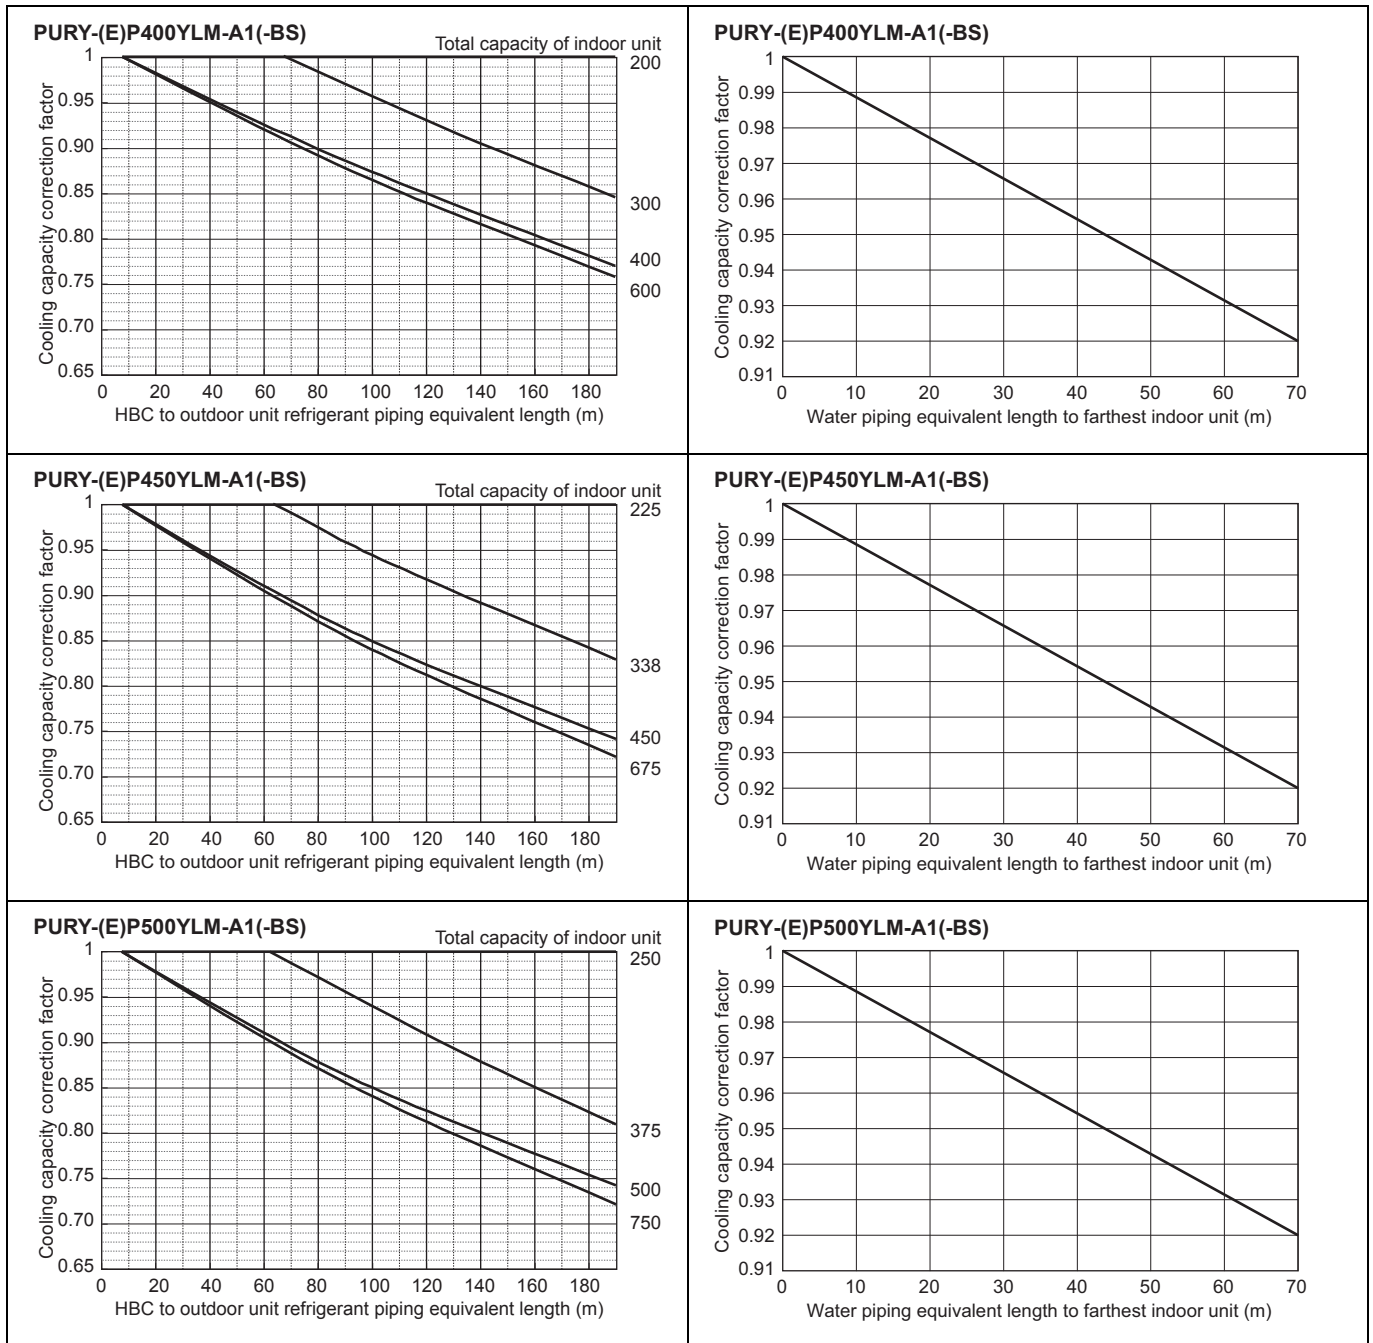 PURY-(E)P400YLM-A1(-BS)
Total capacity of indoor unit
Cooling capacity correction factor
1
0.95
0.90
0.85
0.80
0.75
0.70
0.65
200
300
400
600
0 20 40 60 80 100 120 140 160 180
HBC to outdoor unit refrigerant piping equivalent length (m)
PURY-(E)P400YLM-A1(-BS)
Cooling capacity correction factor
1
0.99
0.98
0.97
0.96
0.95
0.94
0.93
0.92
0.91
0 10 20 30 40 50 60 70
Water piping equivalent length to farthest indoor unit (m)
PURY-(E)P450YLM-A1(-BS)
Total capacity of indoor unit
Cooling capacity correction factor
1
0.95
0.90
0.85
0.80
0.75
0.70
0.65
225
338
450
675
0 20 40 60 80 100 120 140 160 180
HBC to outdoor unit refrigerant piping equivalent length (m)
PURY-(E)P450YLM-A1(-BS)
Cooling capacity correction factor
1
0.99
0.98
0.97
0.96
0.95
0.94
0.93
0.92
0.91
0 10 20 30 40 50 60 70
Water piping equivalent length to farthest indoor unit (m)
PURY-(E)P500YLM-A1(-BS)
Total capacity of indoor unit
Cooling capacity correction factor
1
0.95
0.90
0.85
0.80
0.75
0.70
0.65
250
375
500
750
0 20 40 60 80 100 120 140 160 180
HBC to outdoor unit refrigerant piping equivalent length (m)
PURY-(E)P500YLM-A1(-BS)
Cooling capacity correction factor
1
0.99
0.98
0.97
0.96
0.95
0.94
0.93
0.92
0.91
0 10 20 30 40 50 60 70
Water piping equivalent length to farthest indoor unit (m)